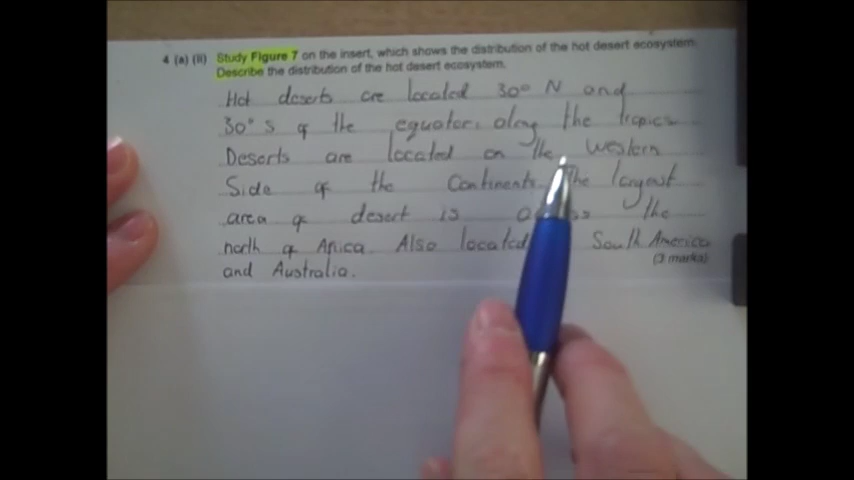 4 (a) (ii) Study Figure 7 on the insert, which shows the distribution of the hot desert ecosystem.
Describe the distribution of the hot desert ecosystem.
Hot deserts are located 30° N and
30° S of the equator, along the tropics
Deserts are located on the western
Side of the Continents. The largest
area of desert is the
north of Africa. Also located South America
(3 marks)
and Australia.